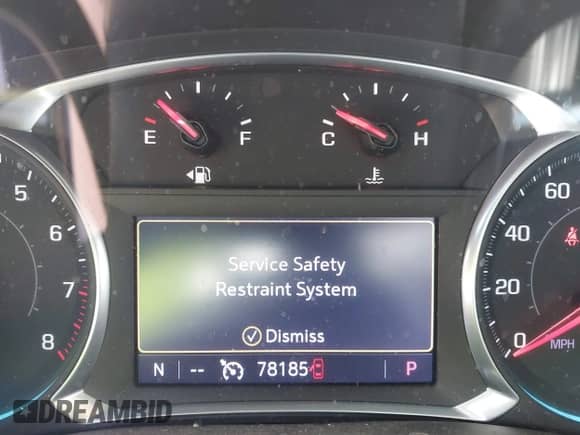 E F
C H
5
6
7
8
60
40
20
0
MPH
Service Safety
Restraint System
Dismiss
N -- 78185 P
DREAMBID